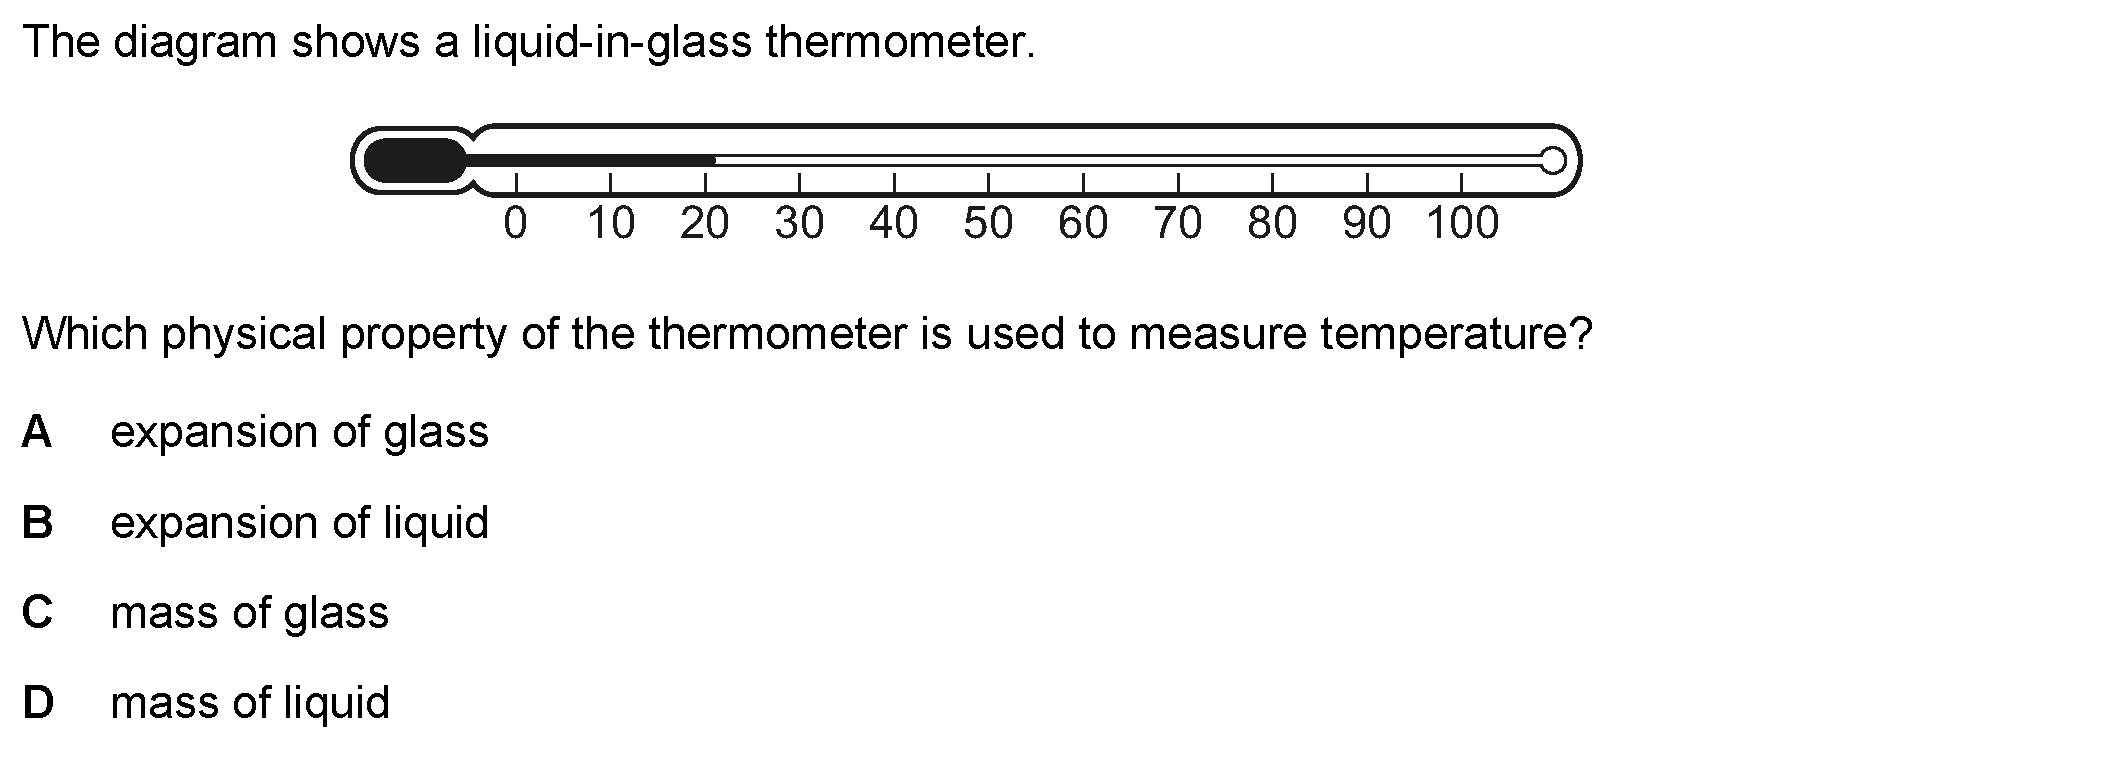 The diagram shows a liquid-in-glass thermometer.
0 10 20 30 40 50 60 70 80 90 100
Which physical property of the thermometer is used to measure temperature?
A expansion of glass
B expansion of liquid
C mass of glass
D mass of liquid